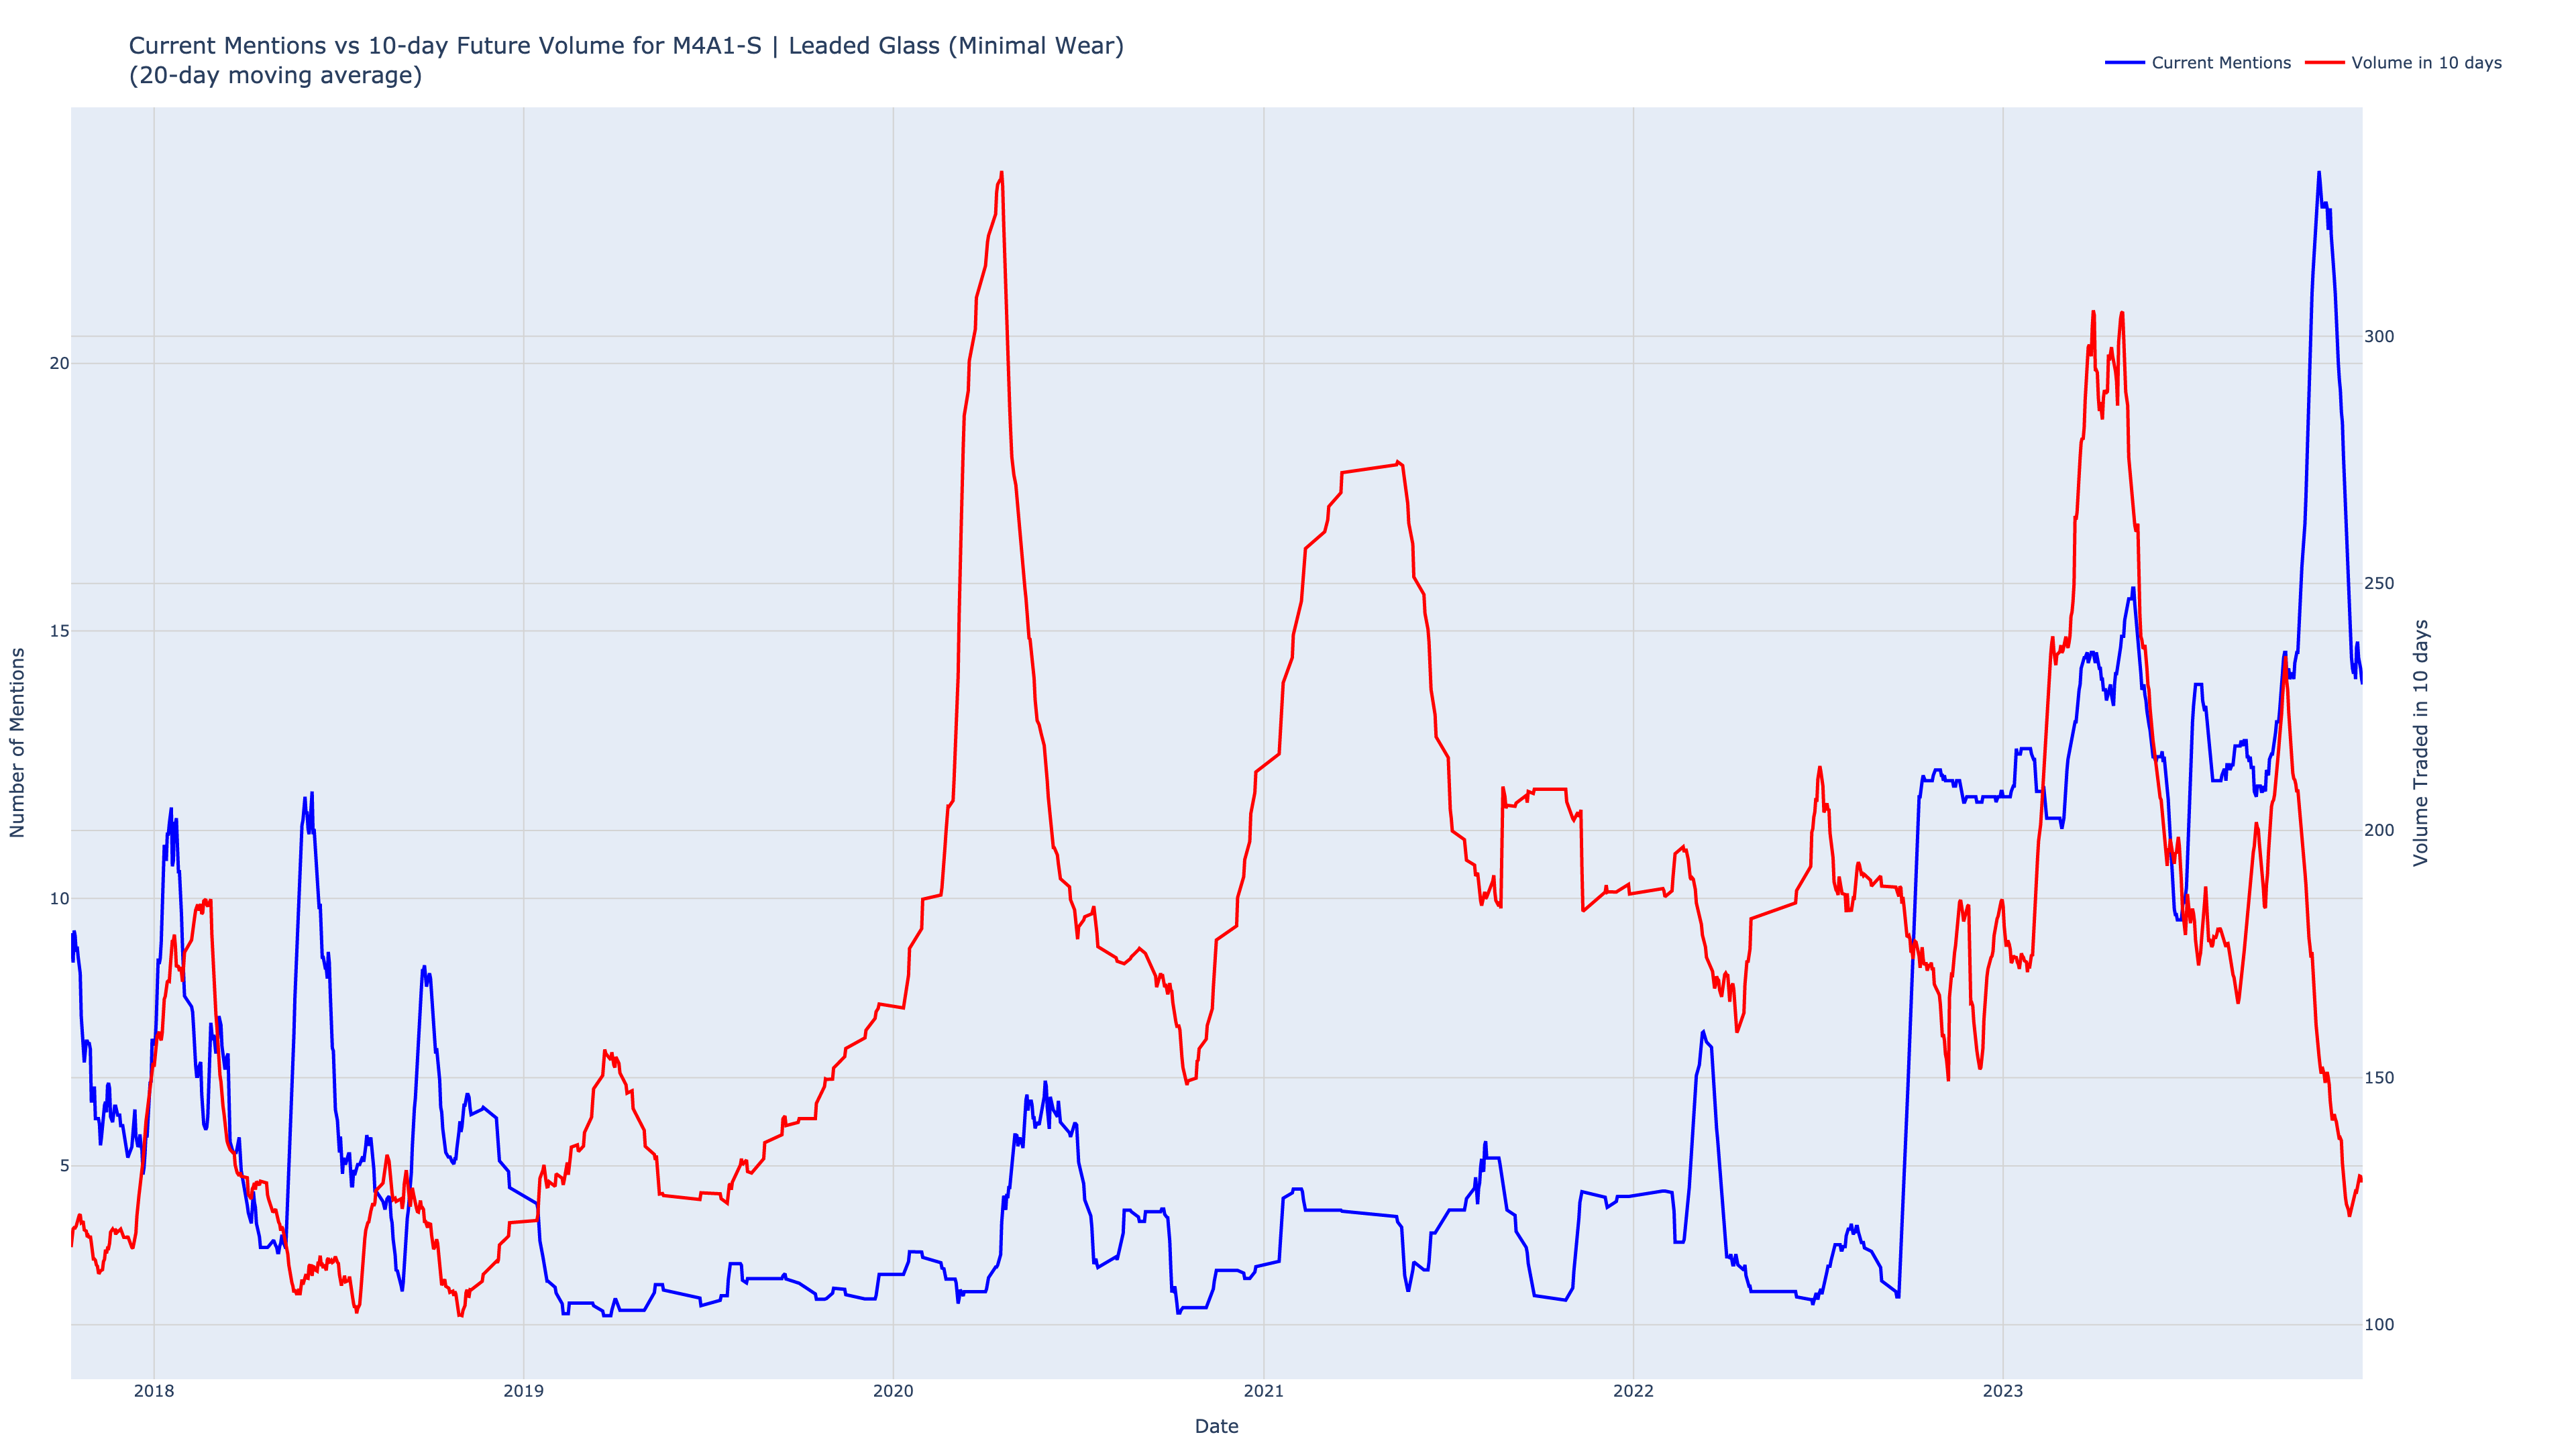 Current Mentions vs 10-day Future Volume for M4A1-S | Leaded Glass (Minimal Wear)
(20-day moving average)
Current Mentions
Volume in 10 days
Number of Mentions
20
15
10
5
Volume Traded in 10 days
300
250
200
150
100
2018
2019
2020
2021
2022
2023
Date